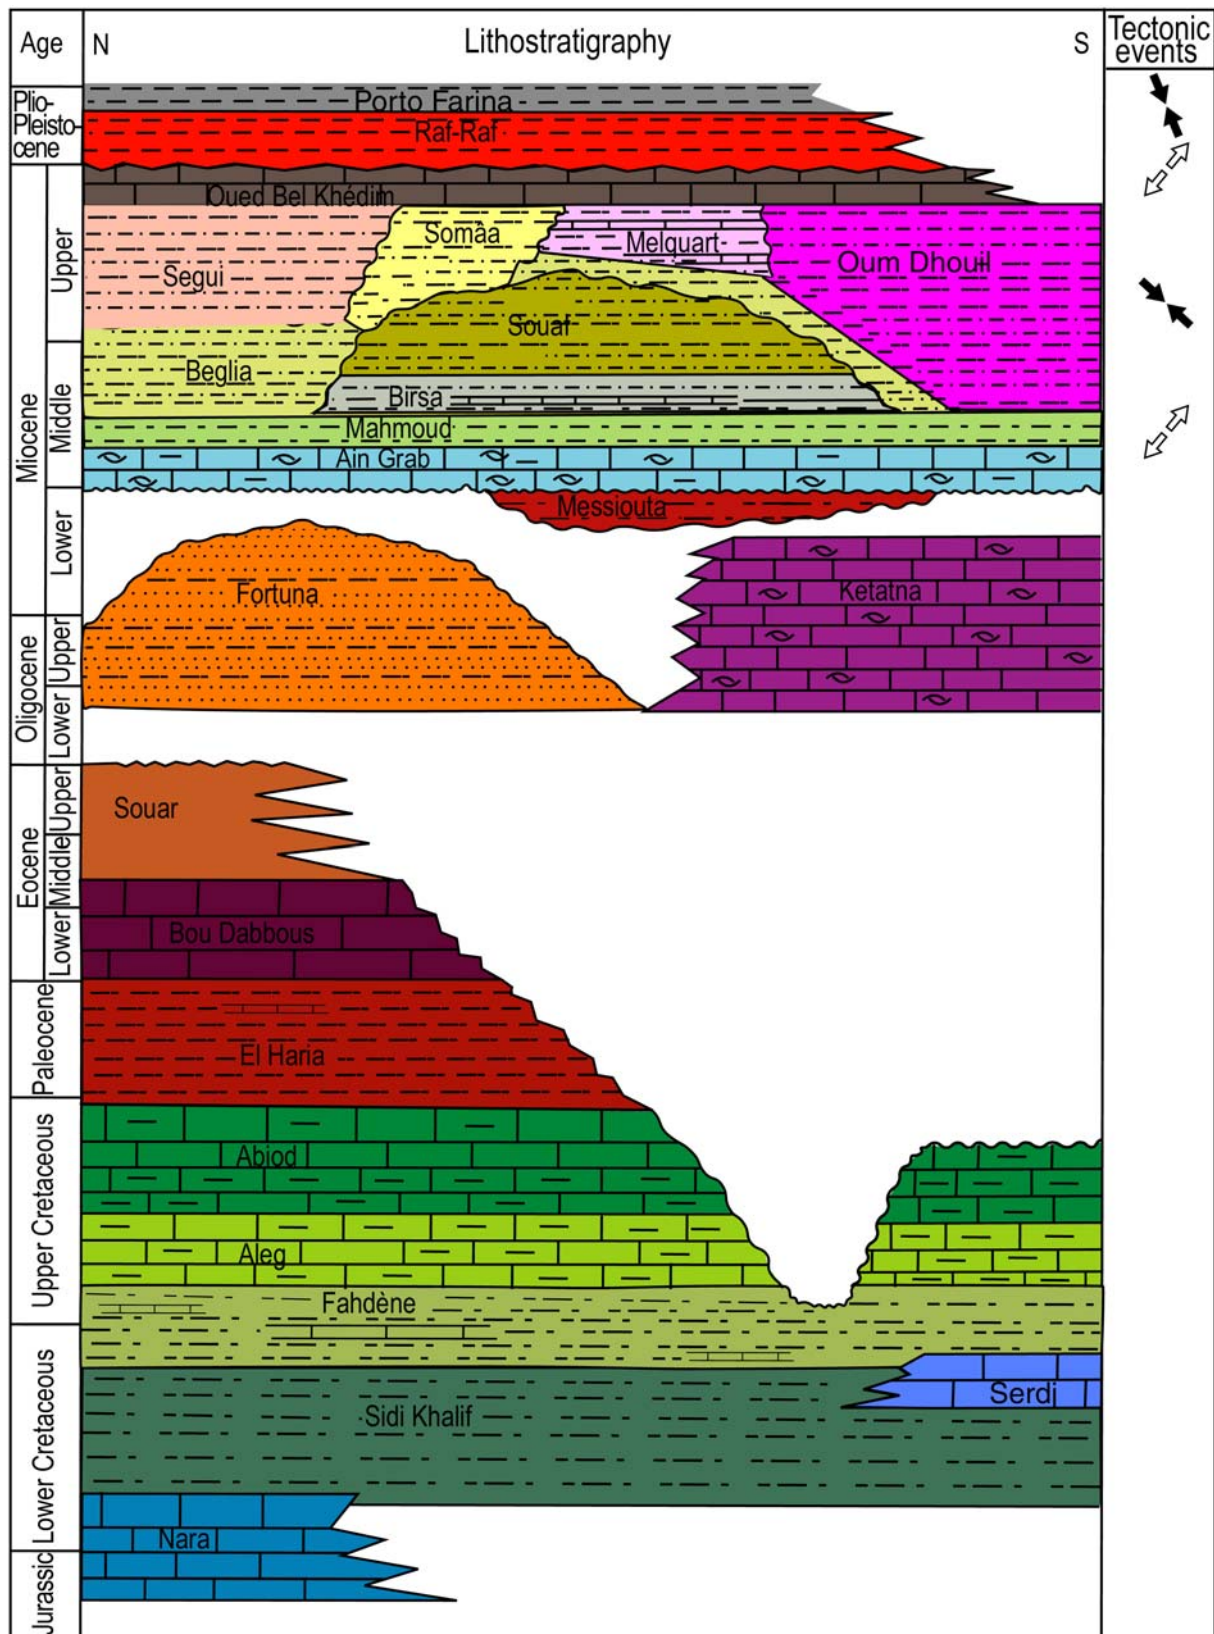 Age
N
Lithostratigraphy
S
Tectonic
events
Plio-
Pleisto-
cene
Porto Farina
Raf-Raf
Oued Bel Khédim
Miocene
Upper
Segui
Somâa
Melquart
Oum Dhouil
Souaf
Middle
Beglia
Birsa
Mahmoud
Ain Grab
Lower
Messiouta
Fortuna
Ketatna
Oligocene
Upper
Lower
Eocene
Upper
Souar
Middle
Lower
Bou Dabbous
Paleocene
El Haria
Upper Cretaceous
Abiod
Aleg
Fahdène
Lower Cretaceous
Serdi
Sidi Khalif
Nara
Jurassic